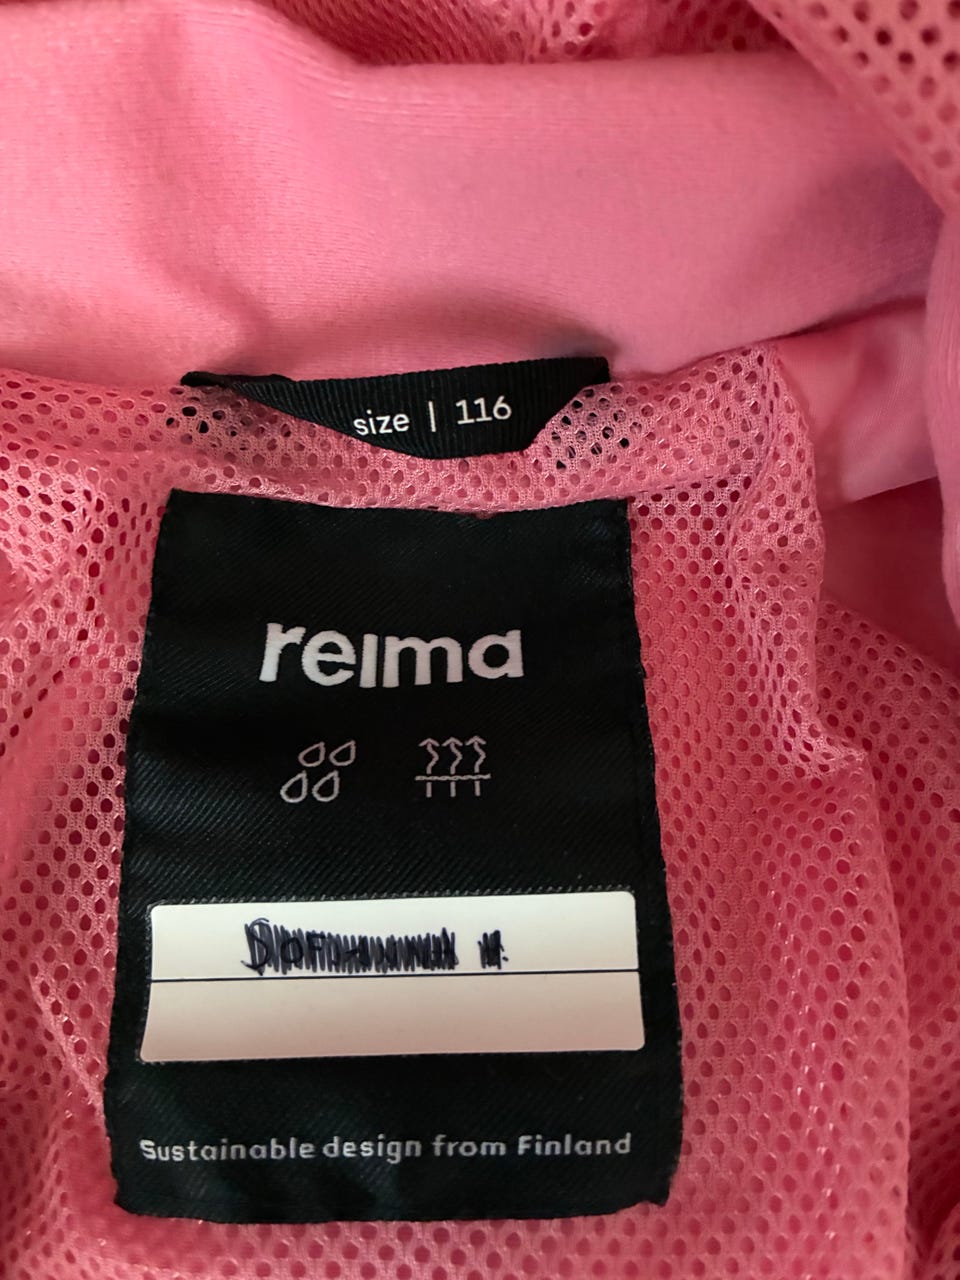 size | 116
reima
Sustainable design from Finland